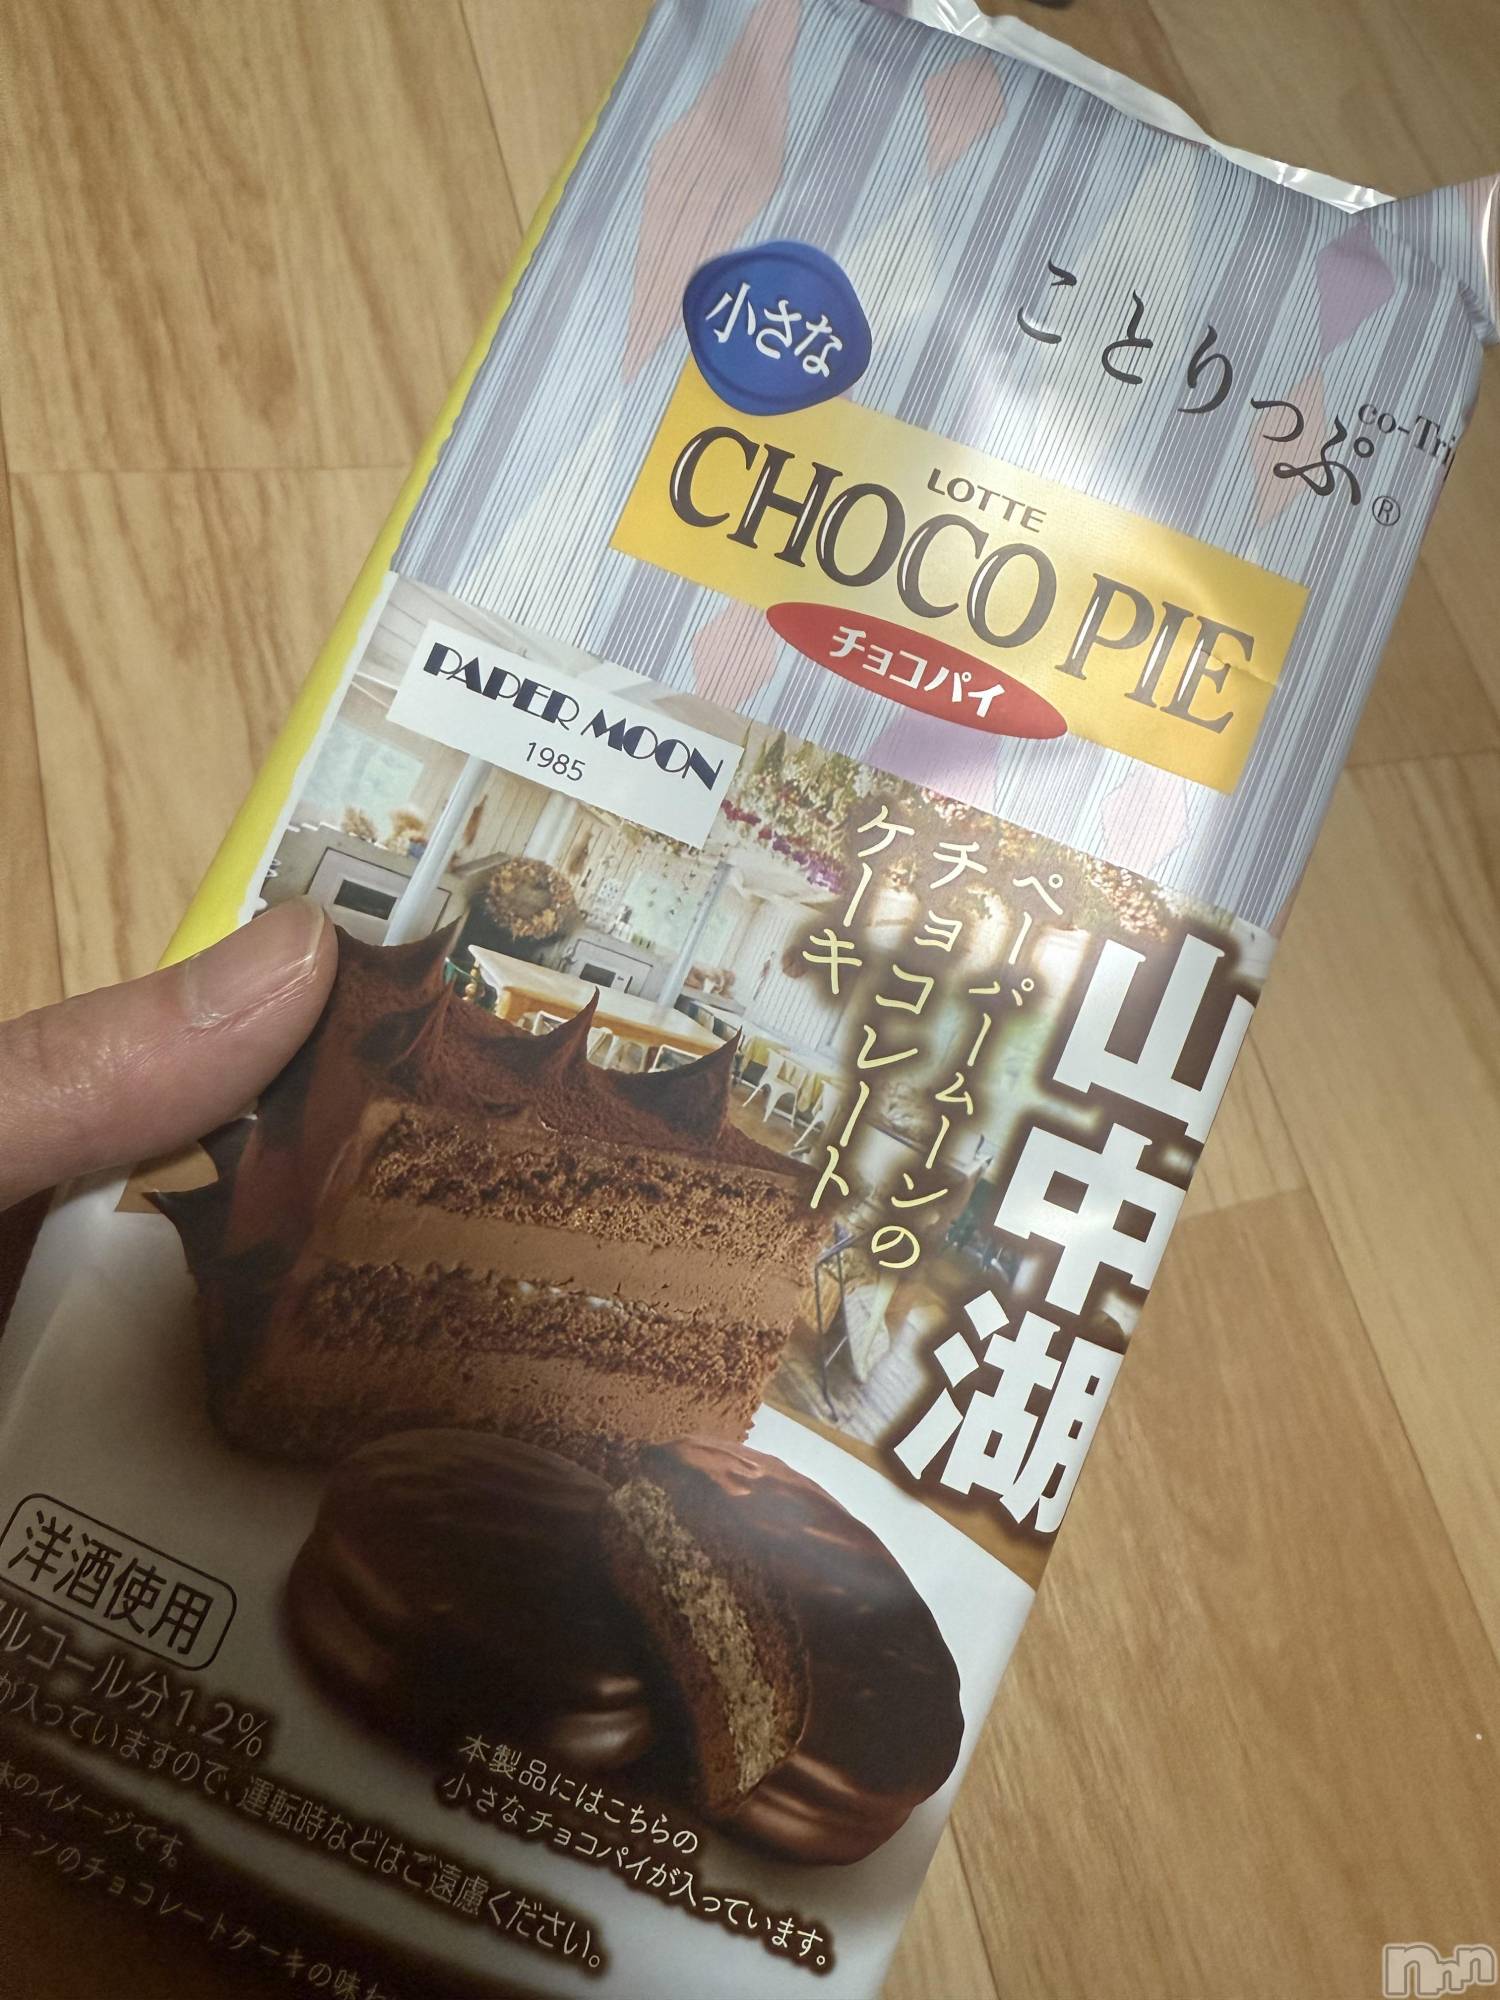 ことりっぷ®
小さな
LOTTE
CHOCO PIE
チョコパイ
PAPER MOON
1985
ペーパームーンの
チョコレート
ケーキ
山中湖
洋酒使用
ルコール分1.2%
が入っていますので、運転時などはご遠慮ください。
本製品にはこちらの
小さなチョコパイが入っています。
のイメージです。
ーンのチョコレートケーキの味